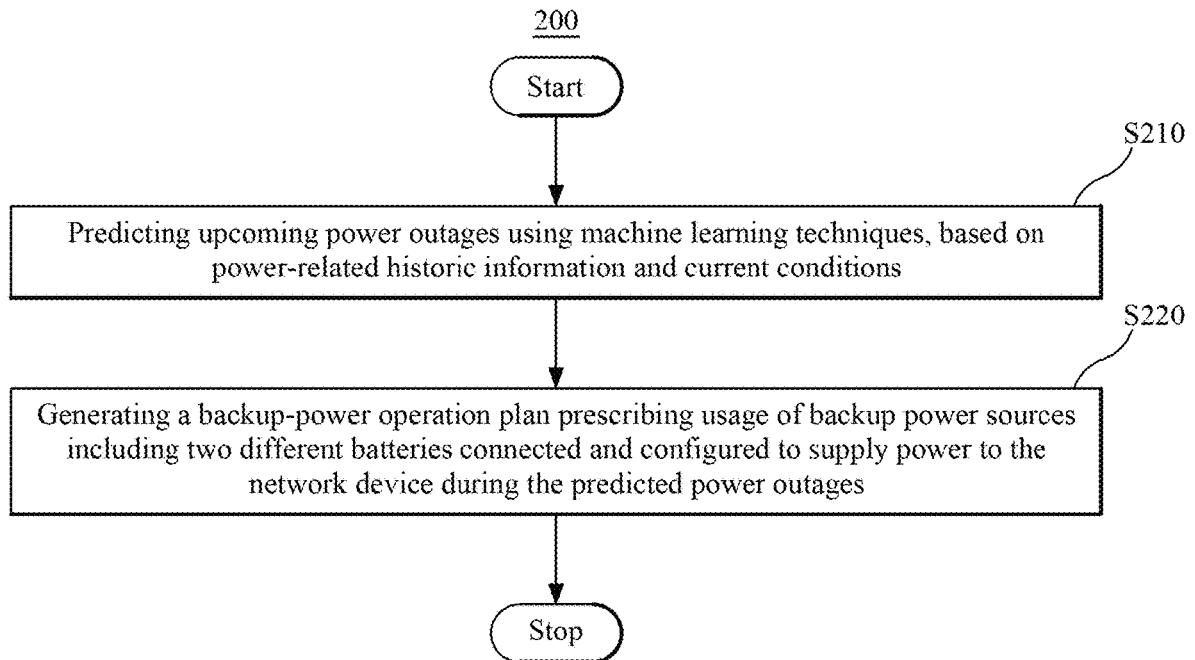 200
Start
S210
Predicting upcoming power outages using machine learning techniques, based on
power-related historic information and current conditions
S220
Generating a backup-power operation plan prescribing usage of backup power sources
including two different batteries connected and configured to supply power to the
network device during the predicted power outages
Stop